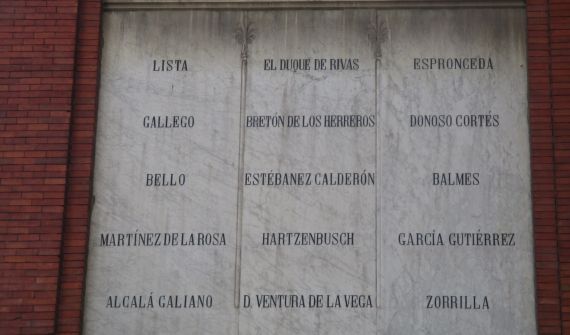 LISTA
GALLEGO
BELLO
MARTÍNEZ DE LA ROSA
ALCALÁ GALIANO
EL DUQUE DE RIVAS
BRETÓN DE LOS HERREROS
ESTÉBANEZ CALDERÓN
HARTZENBUSCH
D. VENTURA DE LA VEGA
ESPRONCEDA
DONOSO CORTÉS
BALMES
GARCÍA GUTIÉRREZ
ZORRILLA